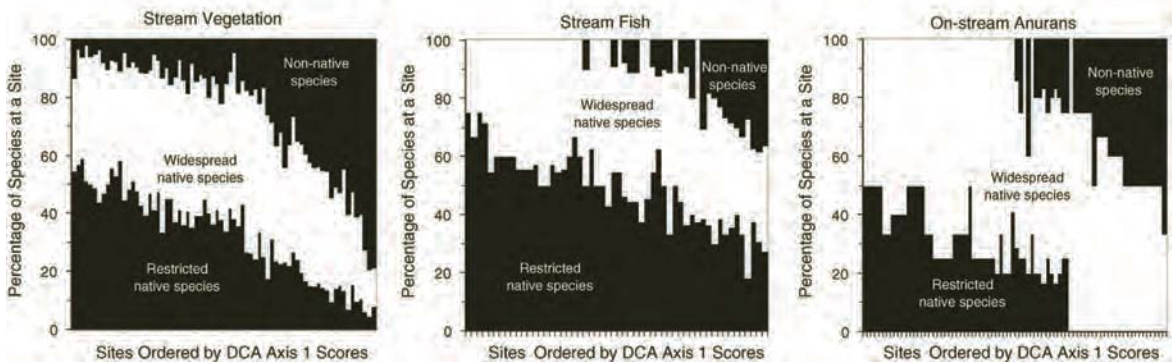 Stream Vegetation
Percentage of Species at a Site
100
80
60
40
20
0
Non-native
species
Widespread
native species
Restricted
native species
Sites Ordered by DCA Axis 1 Scores
Stream Fish
Percentage of Species at a Site
100
80
60
40
20
0
Non-native
species
Widespread
native species
Restricted
native species
Sites Ordered by DCA Axis 1 Scores
On-stream Anurans
Percentage of Species at a Site
100
80
60
40
20
0
Non-native
species
Widespread
native species
Restricted
native species
Sites Ordered by DCA Axis 1 Scores